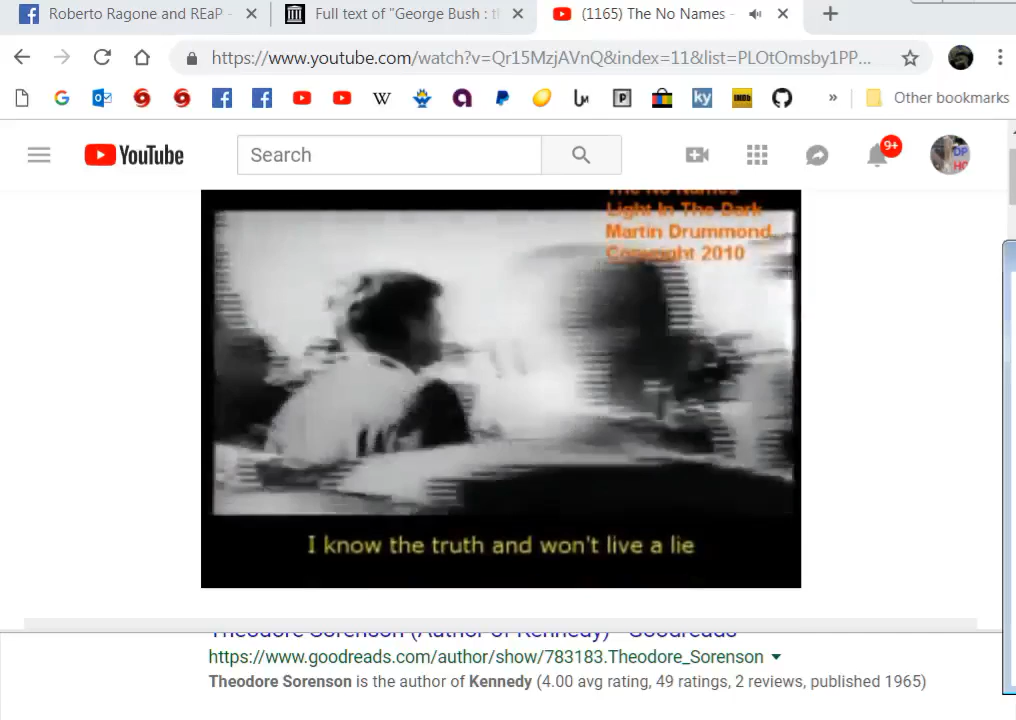 Roberto Ragone and REaP -
Full text of "George Bush : t
(1165) The No Names -
https://www.youtube.com/watch?v=Qr15MzjAVnQ&index=11&list=PLOtOmsby1PP...
Other bookmarks
YouTube
Search
9+
The No Names
Light In The Dark
Martin Drummond
Copyright 2010
I know the truth and won't live a lie
Theodore Sorenson (Author of Kennedy) - Goodreads
https://www.goodreads.com/author/show/783183.Theodore_Sorenson
Theodore Sorenson is the author of Kennedy (4.00 avg rating, 49 ratings, 2 reviews, published 1965)